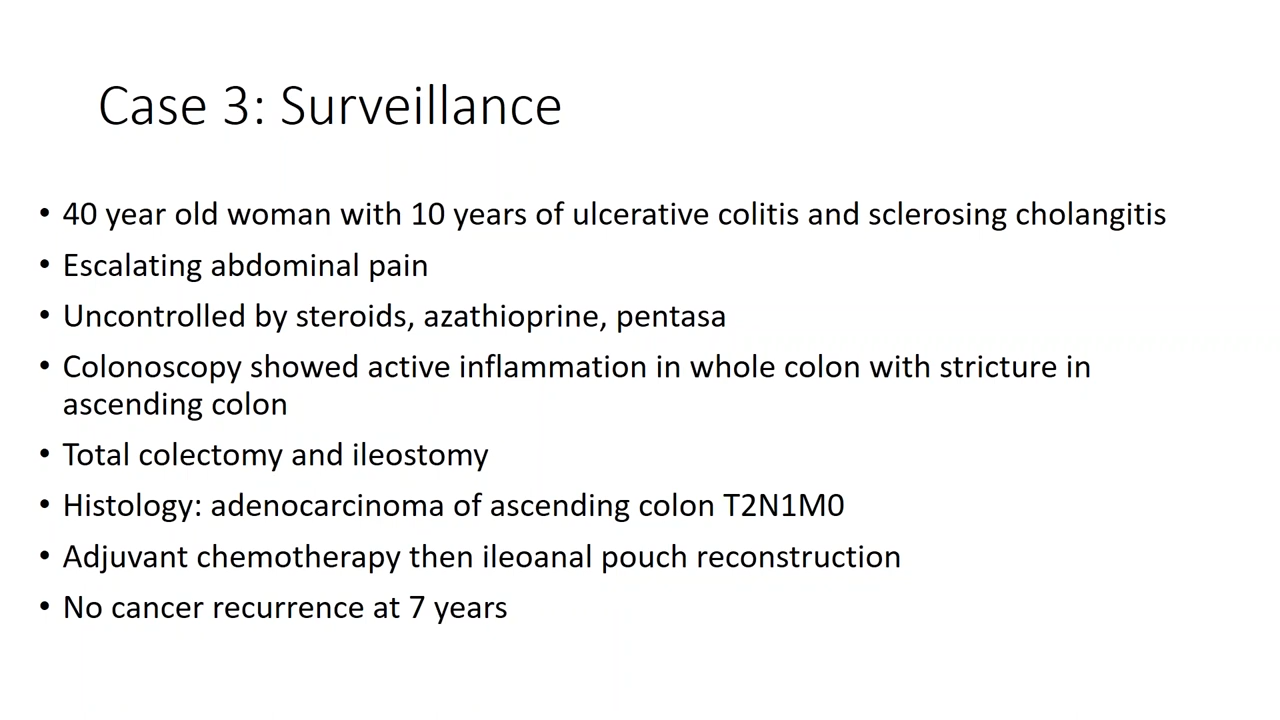 Case 3: Surveillance
• 40 year old woman with 10 years of ulcerative colitis and sclerosing cholangitis
• Escalating abdominal pain
• Uncontrolled by steroids, azathioprine, pentasa
• Colonoscopy showed active inflammation in whole colon with stricture in
ascending colon
• Total colectomy and ileostomy
• Histology: adenocarcinoma of ascending colon T2N1M0
• Adjuvant chemotherapy then ileoanal pouch reconstruction
• No cancer recurrence at 7 years